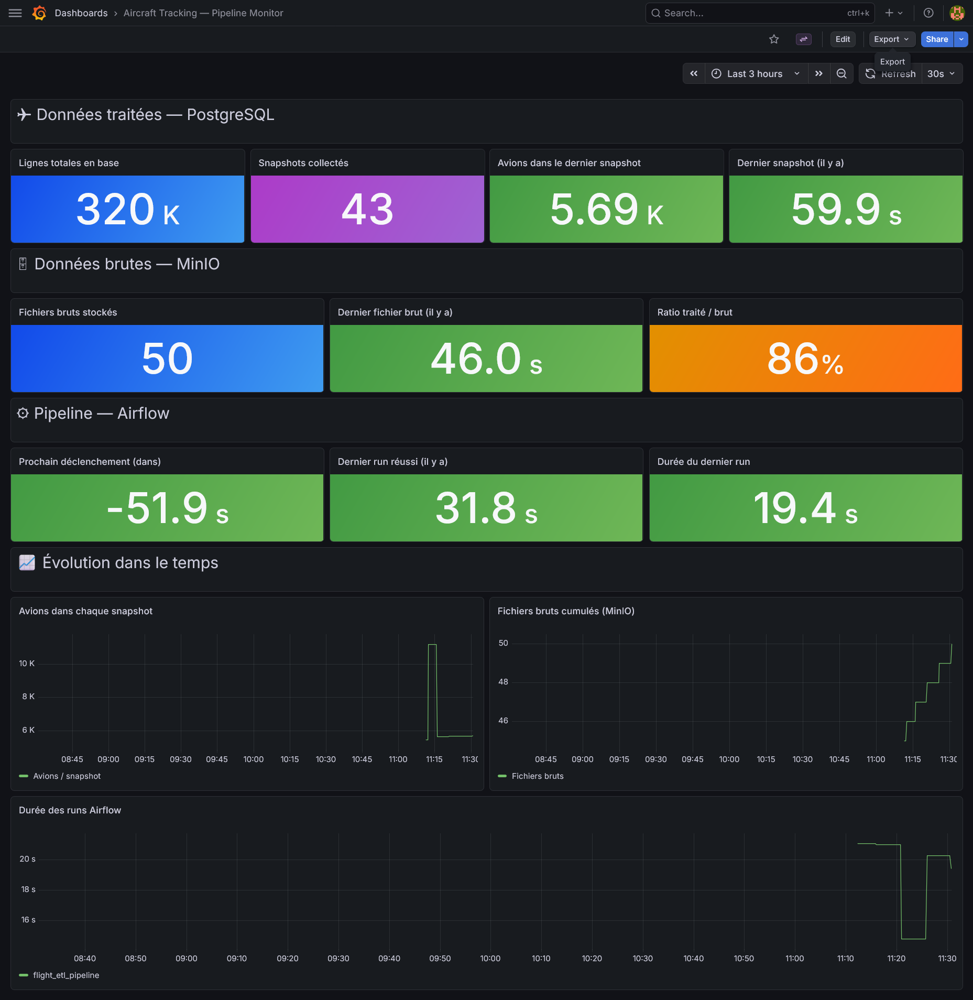 Dashboards › Aircraft Tracking — Pipeline Monitor
Search... ctrl+k
Edit Export Share
Export
Last 3 hours Refresh 30s
✈ Données traitées — PostgreSQL
Lignes totales en base
320 K
Snapshots collectés
43
Avions dans le dernier snapshot
5.69 K
Dernier snapshot (il y a)
59.9 s
🗄 Données brutes — MinIO
Fichiers bruts stockés
50
Dernier fichier brut (il y a)
46.0 s
Ratio traité / brut
86%
⚙ Pipeline — Airflow
Prochain déclenchement (dans)
-51.9 s
Dernier run réussi (il y a)
31.8 s
Durée du dernier run
19.4 s
📈 Évolution dans le temps
Avions dans chaque snapshot
10 K
8 K
6 K
08:45 09:00 09:15 09:30 09:45 10:00 10:15 10:30 10:45 11:00 11:15 11:30
Avions / snapshot
Fichiers bruts cumulés (MinIO)
50
48
46
08:45 09:00 09:15 09:30 09:45 10:00 10:15 10:30 10:45 11:00 11:15 11:30
Fichiers bruts
Durée des runs Airflow
20 s
18 s
16 s
08:40 08:50 09:00 09:10 09:20 09:30 09:40 09:50 10:00 10:10 10:20 10:30 10:40 10:50 11:00 11:10 11:20 11:30
flight_etl_pipeline